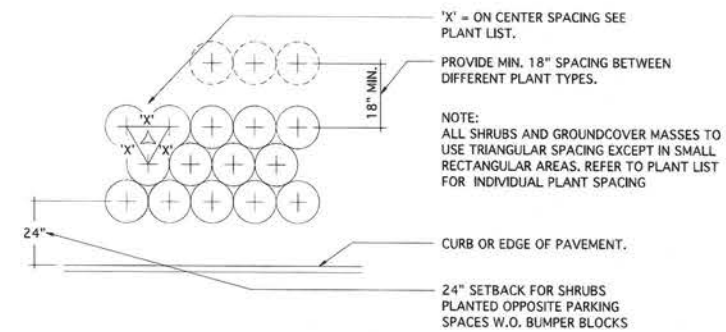 'X' = ON CENTER SPACING SEE
PLANT LIST.
PROVIDE MIN. 18" SPACING BETWEEN
DIFFERENT PLANT TYPES.
18" MIN.
'X'
'X'
'X'
NOTE:
ALL SHRUBS AND GROUNDCOVER MASSES TO
USE TRIANGULAR SPACING EXCEPT IN SMALL
RECTANGULAR AREAS. REFER TO PLANT LIST
FOR INDIVIDUAL PLANT SPACING
24"
CURB OR EDGE OF PAVEMENT.
24" SETBACK FOR SHRUBS
PLANTED OPPOSITE PARKING
SPACES W.O. BUMPER BLOCKS